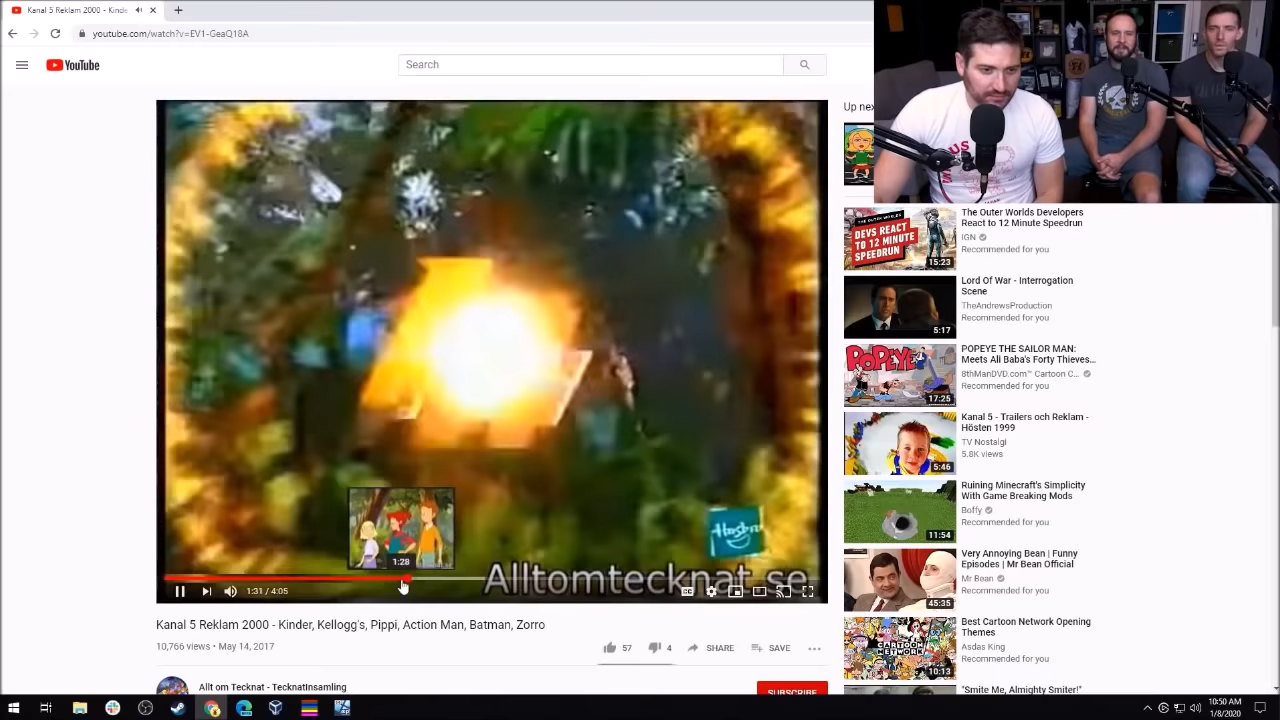 Kanal 5 Reklam 2000 - Kinde
youtube.com/watch?v=EV1-GeaQ18A
YouTube
Search
Up nex
DEVS REACT
TO 12 MINUTE
SPEEDRUN
15:23
The Outer Worlds Developers
React to 12 Minute Speedrun
IGN
Recommended for you
5:17
Lord Of War - Interrogation
Scene
TheAndrewsProduction
Recommended for you
POPEYE
17:25
POPEYE THE SAILOR MAN:
Meets Ali Baba's Forty Thieves...
8thManDVD.com™ Cartoon C...
Recommended for you
5:46
Kanal 5 - Trailers och Reklam -
Hösten 1999
TV Nostalgi
5.8K views
11:54
Ruining Minecraft's Simplicity
With Game Breaking Mods
Boffy
Recommended for you
45:35
Very Annoying Bean | Funny
Episodes | Mr Bean Official
Mr Bean
Recommended for you
CARTOON
NETWORK
10:13
Best Cartoon Network Opening
Themes
Asdas King
Recommended for you
"Smite Me, Almighty Smiter!"
Hasbro
1:28
Alltomtecknat.se
1:31 / 4:05
Kanal 5 Reklam 2000 - Kinder, Kellogg's, Pippi, Action Man, Batman, Zorro
10,766 views • May 14, 2017
57
4
SHARE
SAVE
Allt om Tecknat - TecknatInsamling
SUBSCRIBE
10:50 AM
1/8/2020